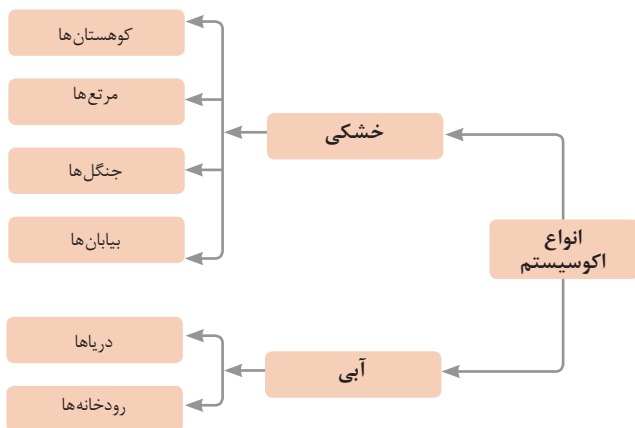 انواع
اکوسیستم
خشکی
کوهستان‌ها
مرتع‌ها
جنگل‌ها
بیابان‌ها
آبی
دریاها
رودخانه‌ها